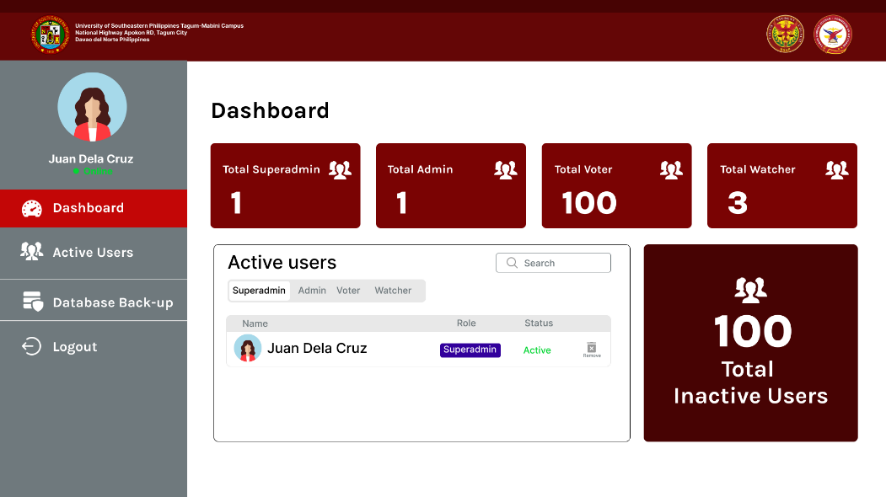 University of Southeastern Philippines Tagum-Mabini Campus
National Highway Apokon RD, Tagum City
Davao del Norte Philippines
Juan Dela Cruz
Online
Dashboard
Active Users
Database Back-up
Logout
Dashboard
Total Superadmin
1
Total Admin
1
Total Voter
100
Total Watcher
3
Active users
Search
Superadmin Admin Voter Watcher
Name Role Status
Juan Dela Cruz Superadmin Active
Remove
100
Total
Inactive Users